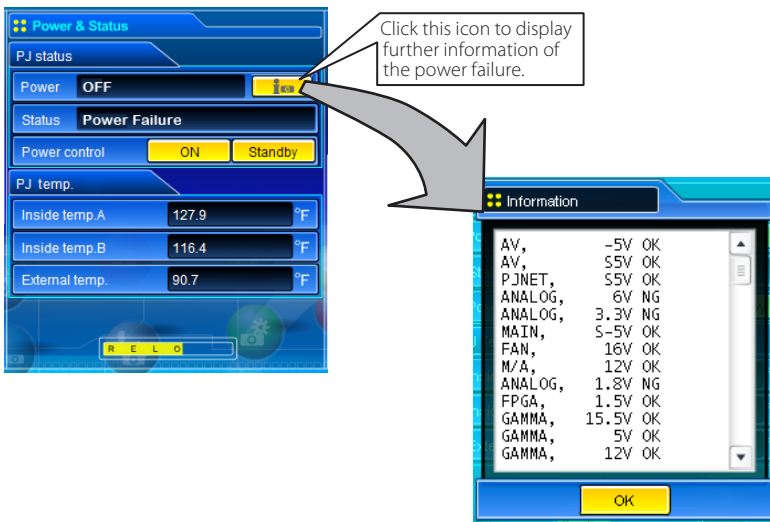 Power & Status
PJ status
Power OFF
Status Power Failure
Power control ON Standby
PJ temp.
Inside temp.A 127.9 °F
Inside temp.B 116.4 °F
External temp. 90.7 °F
R E L O
Click this icon to display
further information of
the power failure.
Information
AV, -5V OK
AV, S5V OK
PJNET, S5V OK
ANALOG, 6V NG
ANALOG, 3.3V NG
MAIN, S-5V OK
FAN, 16V OK
M/A, 12V OK
ANALOG, 1.8V NG
FPGA, 1.5V OK
GAMMA, 15.5V OK
GAMMA, 5V OK
GAMMA, 12V OK
OK